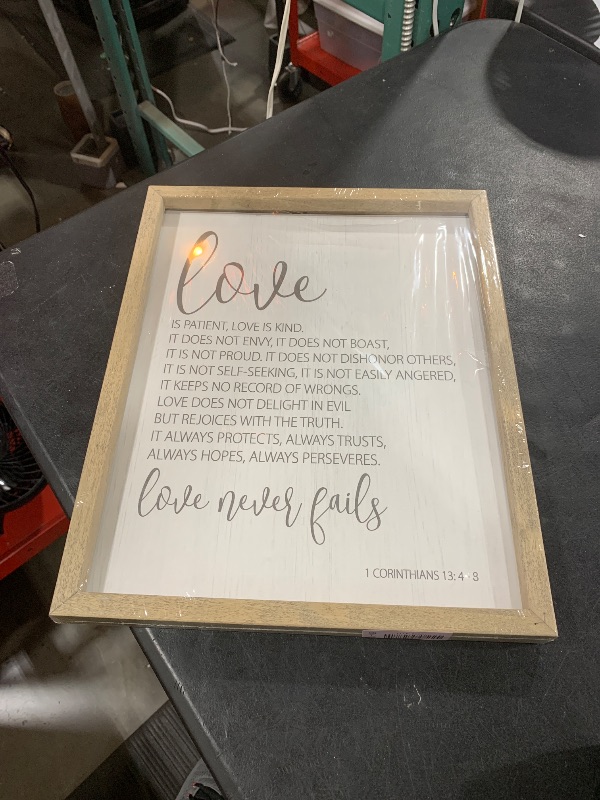 love
IS PATIENT, LOVE IS KIND.
IT DOES NOT ENVY, IT DOES NOT BOAST,
IT IS NOT PROUD. IT DOES NOT DISHONOR OTHERS,
IT IS NOT SELF-SEEKING, IT IS NOT EASILY ANGERED,
IT KEEPS NO RECORD OF WRONGS.
LOVE DOES NOT DELIGHT IN EVIL
BUT REJOICES WITH THE TRUTH.
IT ALWAYS PROTECTS, ALWAYS TRUSTS,
ALWAYS HOPES, ALWAYS PERSEVERES.
love never fails
1 CORINTHIANS 13: 4 - 8